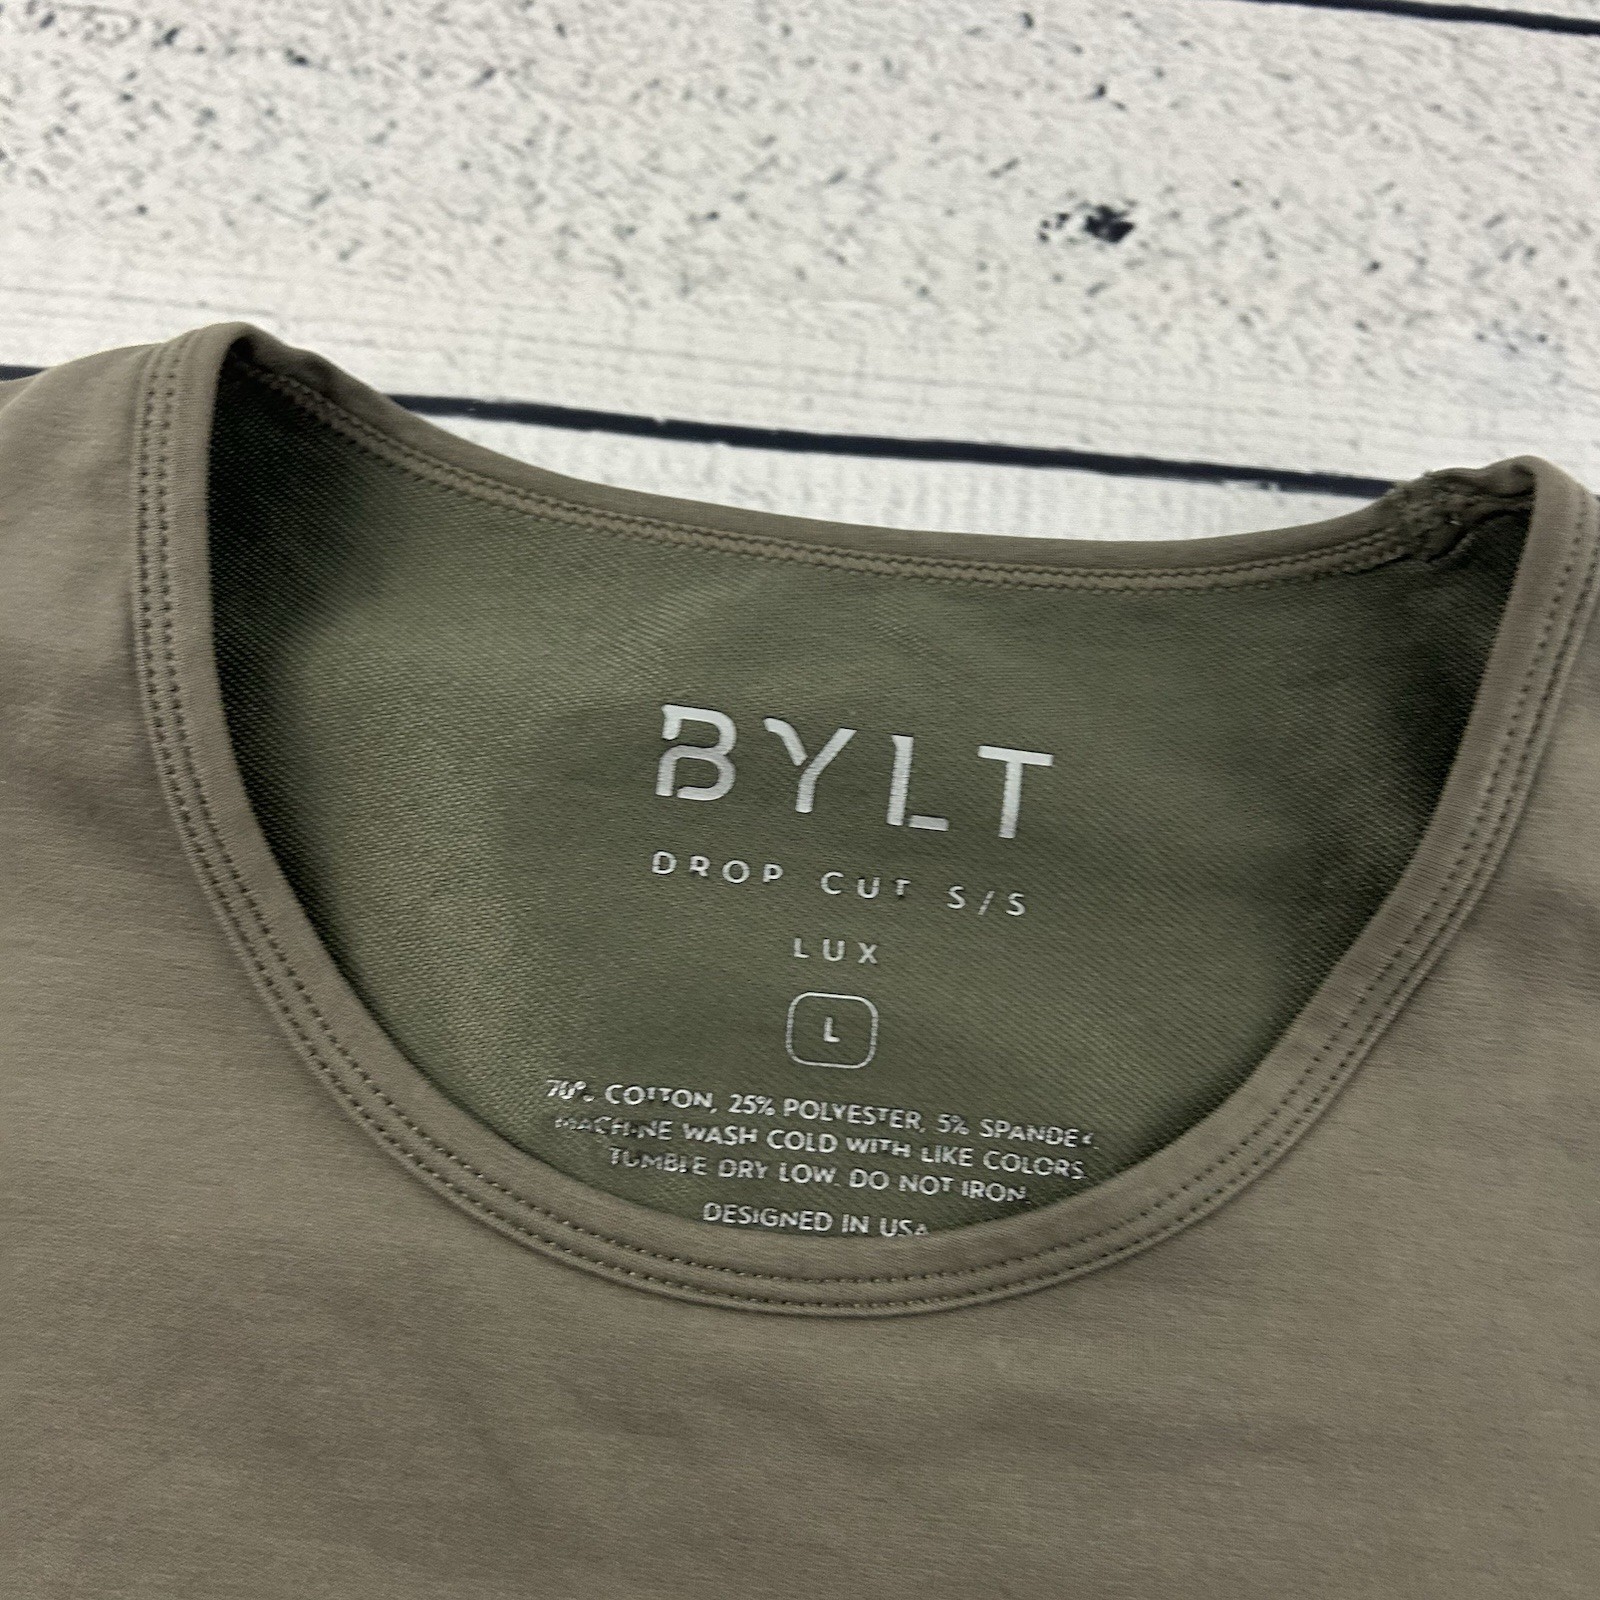 BYLT
DROP CUT S/S
LUX
L
70% COTTON, 25% POLYESTER, 5% SPANDEX.
MACHINE WASH COLD WITH LIKE COLORS.
TUMBLE DRY LOW. DO NOT IRON.
DESIGNED IN USA